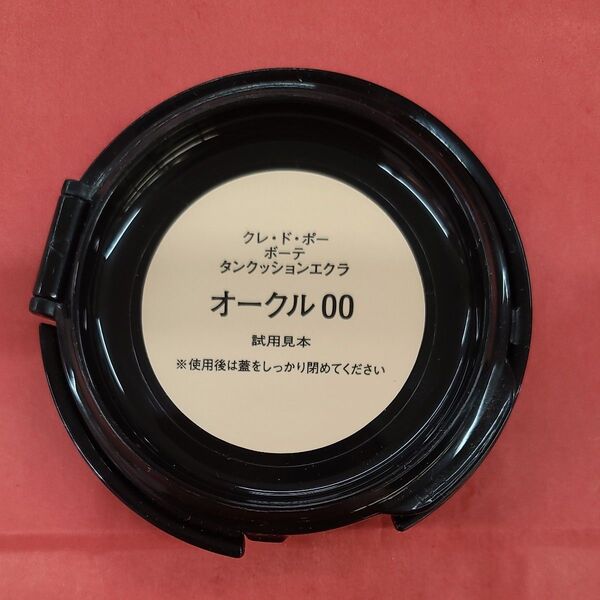 クレ・ド・ポー
ボーテ
タンクッションエクラ
オークル 00
試用見本
※使用後は蓋をしっかり閉めてください